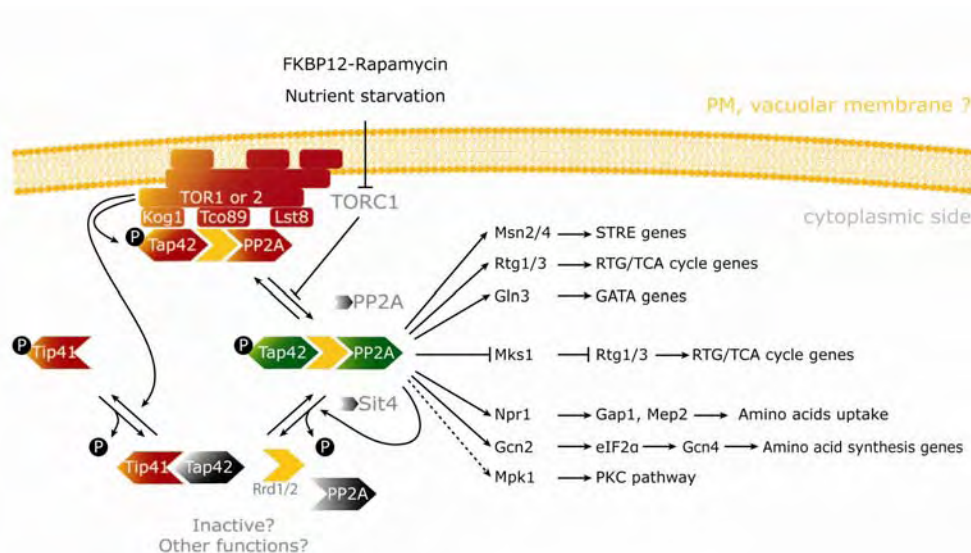 FKBP12-Rapamycin
Nutrient starvation
PM, vacuolar membrane ?
TOR1 or 2
TORC1
Kog1 Tco89 Lst8
cytoplasmic side
P Tap42 PP2A
Msn2/4 STRE genes
Rtg1/3 RTG/TCA cycle genes
PP2A
Gln3 GATA genes
P Tip41
P Tap42 PP2A
Mks1 Rtg1/3 RTG/TCA cycle genes
Sit4
Npr1 Gap1, Mep2 Amino acids uptake
P P
Gcn2 eIF2α Gcn4 Amino acid synthesis genes
Tip41 Tap42
Mpk1 PKC pathway
Rrd1/2
PP2A
Inactive?
Other functions?